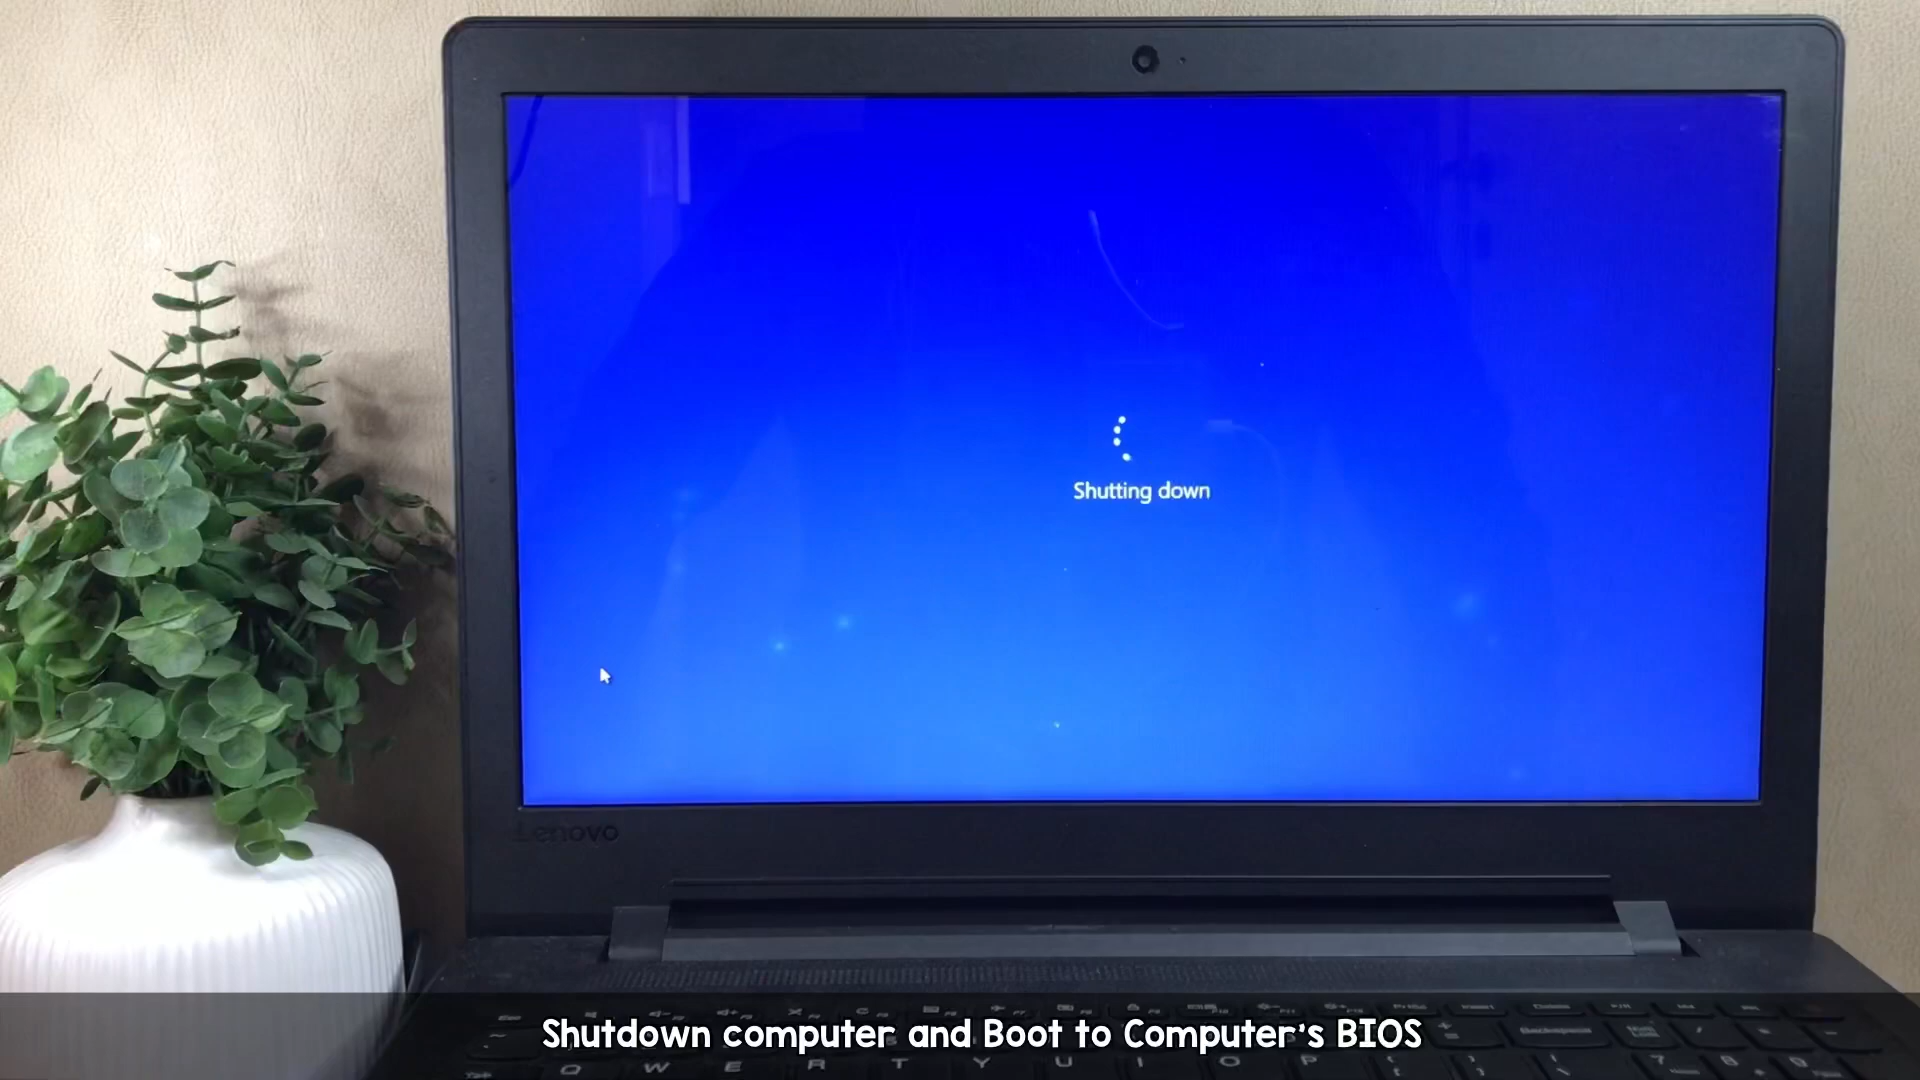 Shutting down
Lenovo
Shutdown computer and Boot to Computer's BIOS
Q W E R T Y U I O P